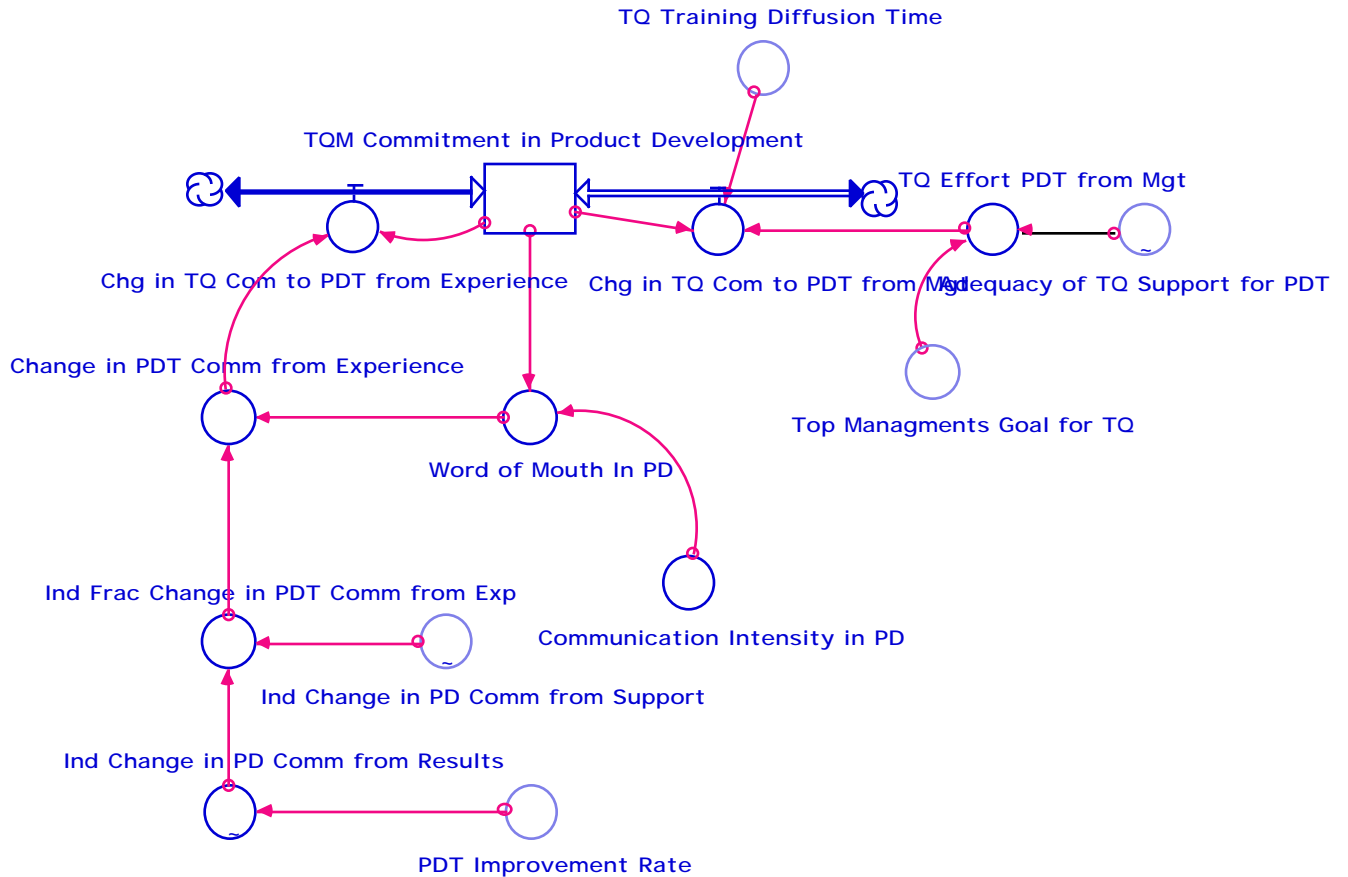 TQ Training Diffusion Time
TQM Commitment in Product Development
TQ Effort PDT from Mgt
Chg in TQ Com to PDT from Experience
Chg in TQ Com to PDT from Mgt
Adequacy of TQ Support for PDT
Change in PDT Comm from Experience
Top Managments Goal for TQ
Word of Mouth In PD
Ind Frac Change in PDT Comm from Exp
Communication Intensity in PD
Ind Change in PD Comm from Support
Ind Change in PD Comm from Results
PDT Improvement Rate